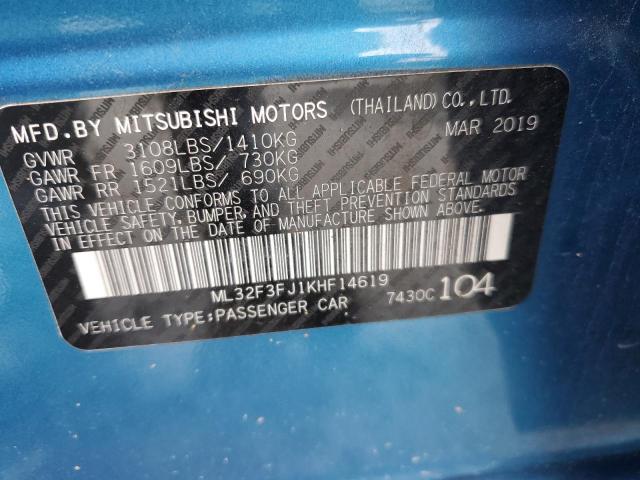 MFD.BY MITSUBISHI MOTORS (THAILAND)CO.,LTD.
MAR 2019
GVWR 3108LBS/1410KG
GAWR FR 1609LBS/ 730KG
GAWR RR 1521LBS/ 690KG
THIS VEHICLE CONFORMS TO ALL APPLICABLE FEDERAL MOTOR
VEHICLE SAFETY, BUMPER, AND THEFT PREVENTION STANDARDS
IN EFFECT ON THE DATE OF MANUFACTURE SHOWN ABOVE.
ML32F3FJ1KHF14619
VEHICLE TYPE:PASSENGER CAR 7430C 104